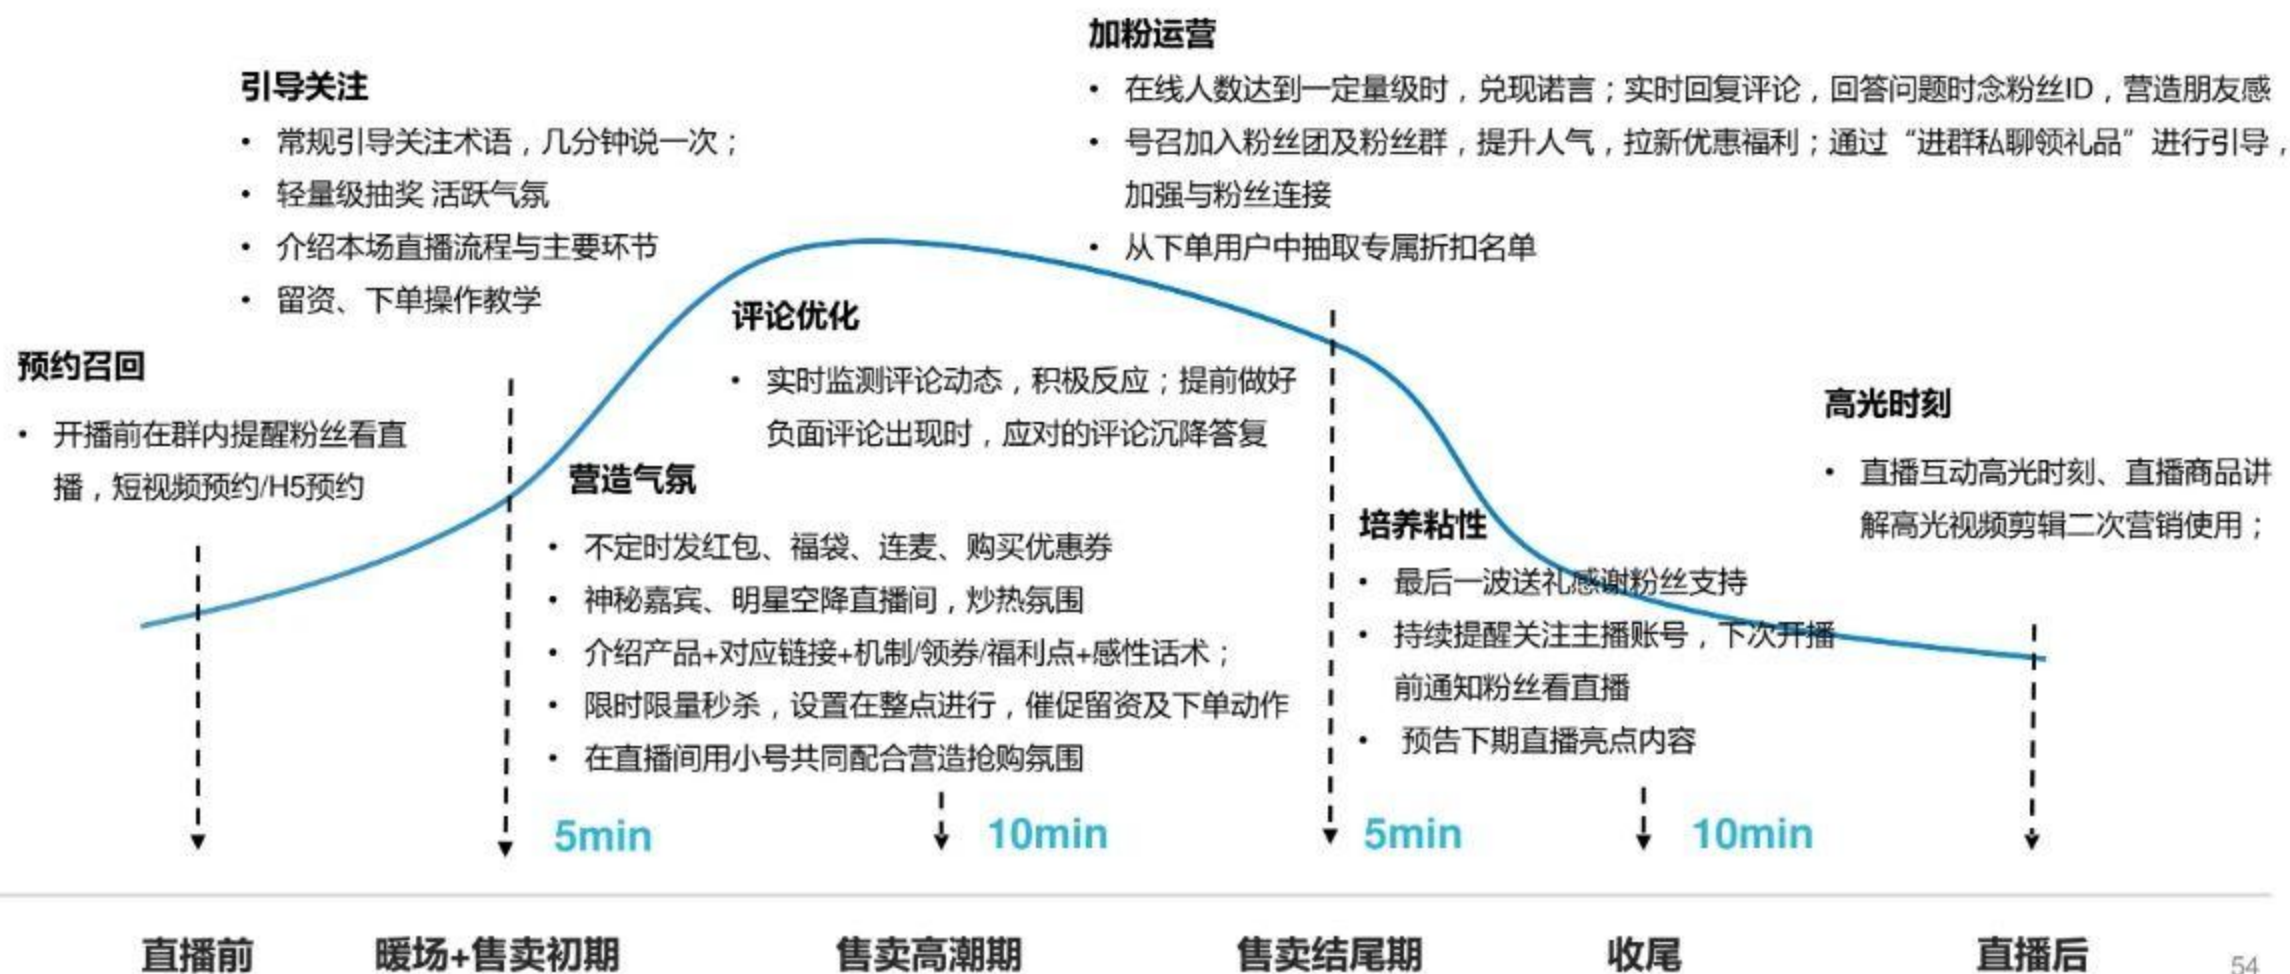 加粉运营
• 在线人数达到一定量级时，兑现诺言；实时回复评论，回答问题时念粉丝ID，营造朋友感
• 号召加入粉丝团及粉丝群，提升人气，拉新优惠福利；通过“进群私聊领礼品”进行引导，
加强与粉丝连接
• 从下单用户中抽取专属折扣名单
引导关注
• 常规引导关注术语，几分钟说一次；
• 轻量级抽奖 活跃气氛
• 介绍本场直播流程与主要环节
• 留资、下单操作教学
预约召回
• 开播前在群内提醒粉丝看直
播，短视频预约/H5预约
评论优化
• 实时监测评论动态，积极反应；提前做好
负面评论出现时，应对的评论沉降答复
营造气氛
• 不定时发红包、福袋、连麦、购买优惠券
• 神秘嘉宾、明星空降直播间，炒热氛围
• 介绍产品+对应链接+机制/领券/福利点+感性话术；
• 限时限量秒杀，设置在整点进行，催促留资及下单动作
• 在直播间用小号共同配合营造抢购氛围
培养粘性
• 最后一波送礼感谢粉丝支持
• 持续提醒关注主播账号，下次开播
前通知粉丝看直播
• 预告下期直播亮点内容
高光时刻
• 直播互动高光时刻、直播商品讲
解高光视频剪辑二次营销使用；
5min
10min
5min
10min
直播前
暖场+售卖初期
售卖高潮期
售卖结尾期
收尾
直播后
54